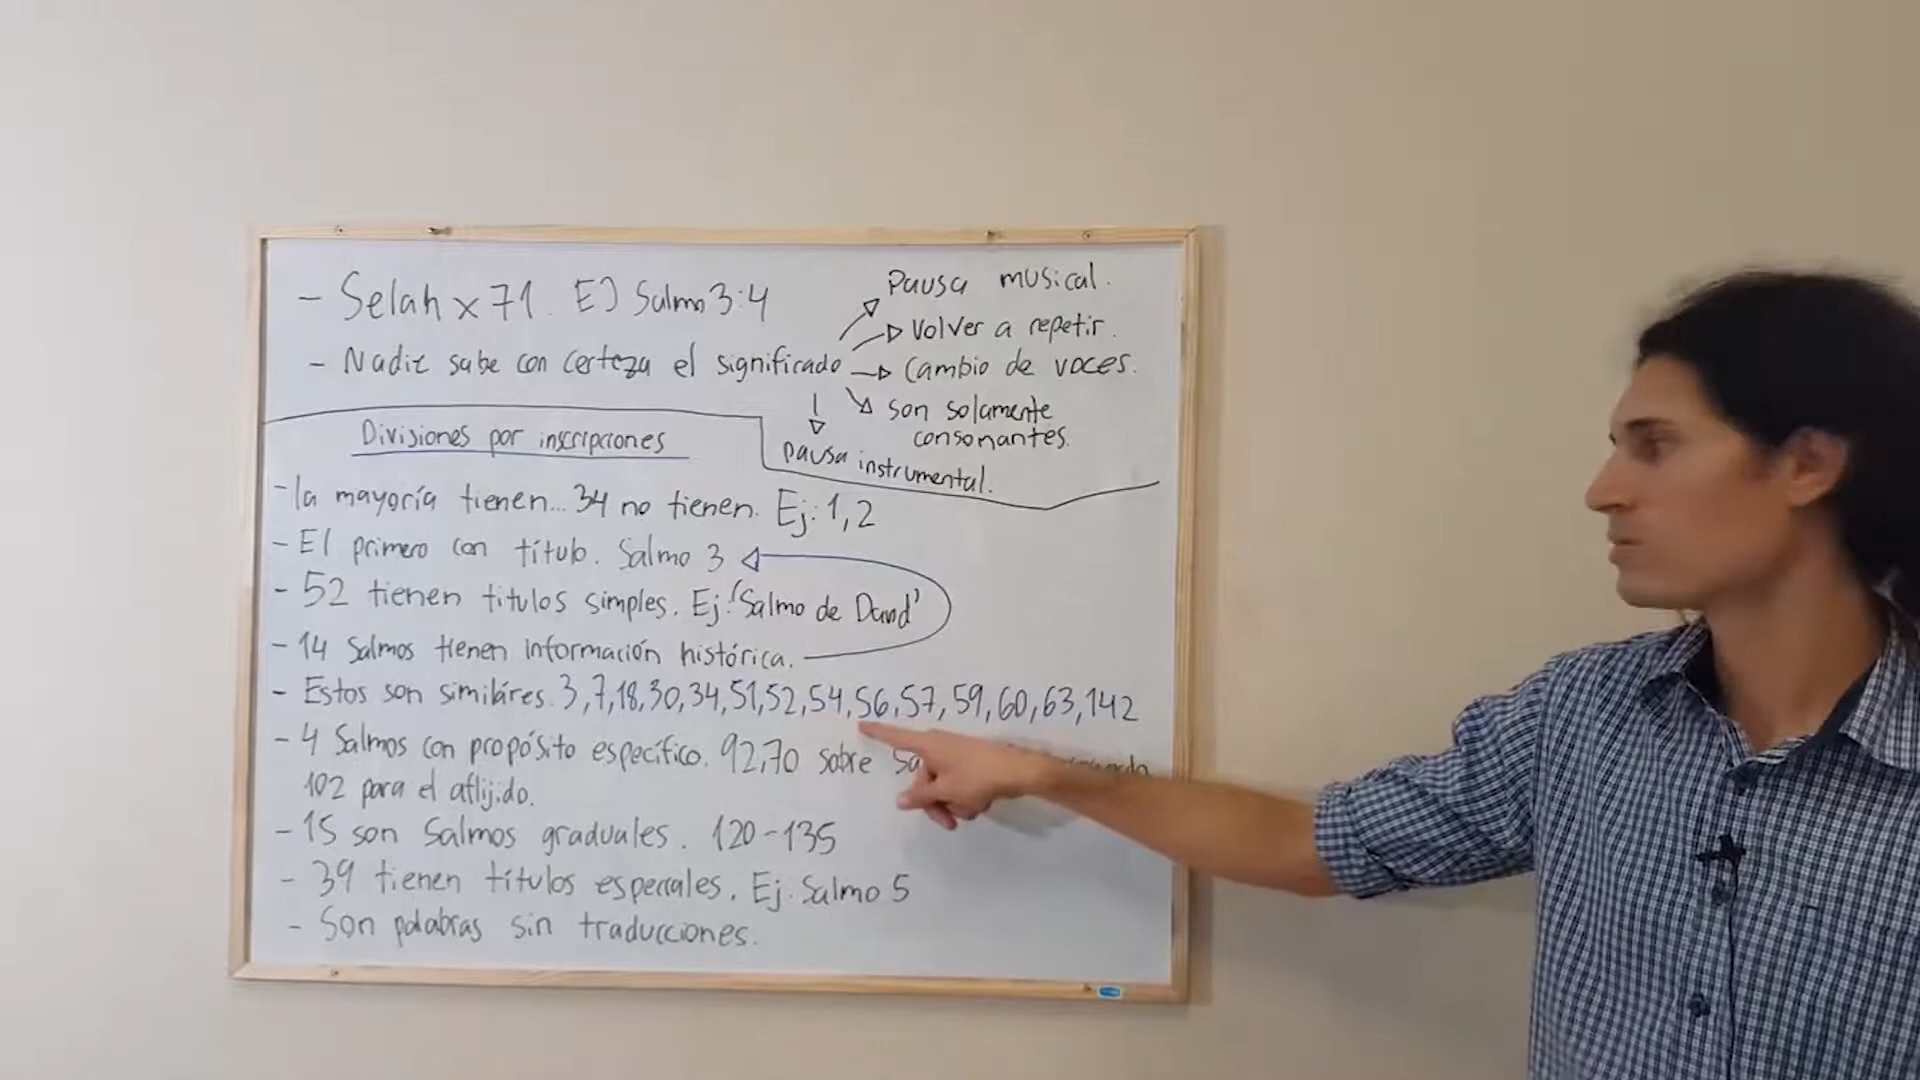 - Selah x 71. EJ Salmo 3:4
- Nadie sabe con certeza el significado
Pausa musical.
Volver a repetir.
Cambio de voces.
son solamente
consonantes.
pausa instrumental.
Divisiones por inscripciones
- la mayoría tienen... 34 no tienen. Ej: 1, 2
- El primero con título. Salmo 3
- 52 tienen titulos simples. Ej: "Salmo de David"
- 14 Salmos tienen información histórica.
- Estos son similares. 3, 7, 18, 30, 34, 51, 52, 54, 56, 57, 59, 60, 63, 142
- 4 Salmos con propósito específico. 92, 70 sobre
102 para el aflijido.
- 15 son Salmos graduales. 120-135
- 39 tienen títulos especiales. Ej. Salmo 5
- Son palabras sin traducciones.